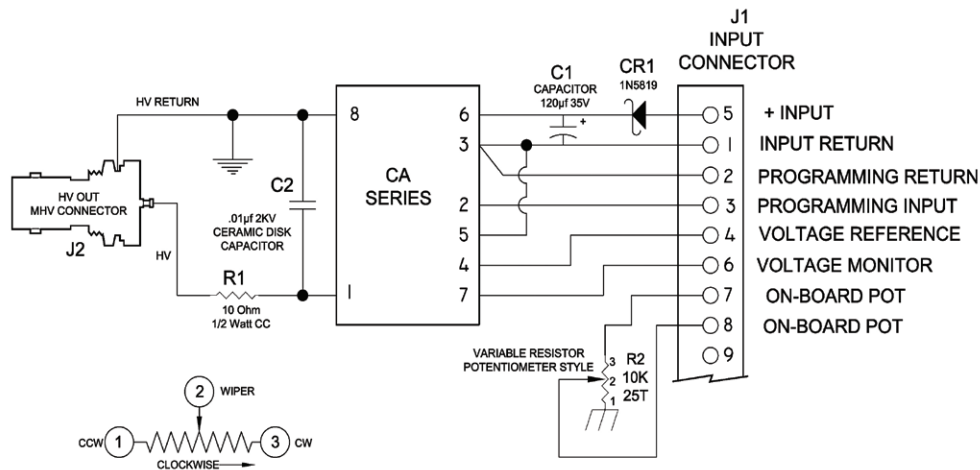 J1
INPUT
CONNECTOR
C1
CAPACITOR
120µf 35V
+
CR1
1N5819
HV RETURN
8
6
5
+ INPUT
3
1
INPUT RETURN
2
PROGRAMMING RETURN
CA
SERIES
C2
.01µf 2KV
CERAMIC DISK
CAPACITOR
HV OUT
MHV CONNECTOR
J2
HV
2
3
PROGRAMMING INPUT
5
4
VOLTAGE REFERENCE
4
6
VOLTAGE MONITOR
R1
10 Ohm
1/2 Watt CC
1
7
7
ON-BOARD POT
8
ON-BOARD POT
9
VARIABLE RESISTOR
POTENTIOMETER STYLE
3
2
1
R2
10K
25T
2
WIPER
CCW
1
3
CW
CLOCKWISE